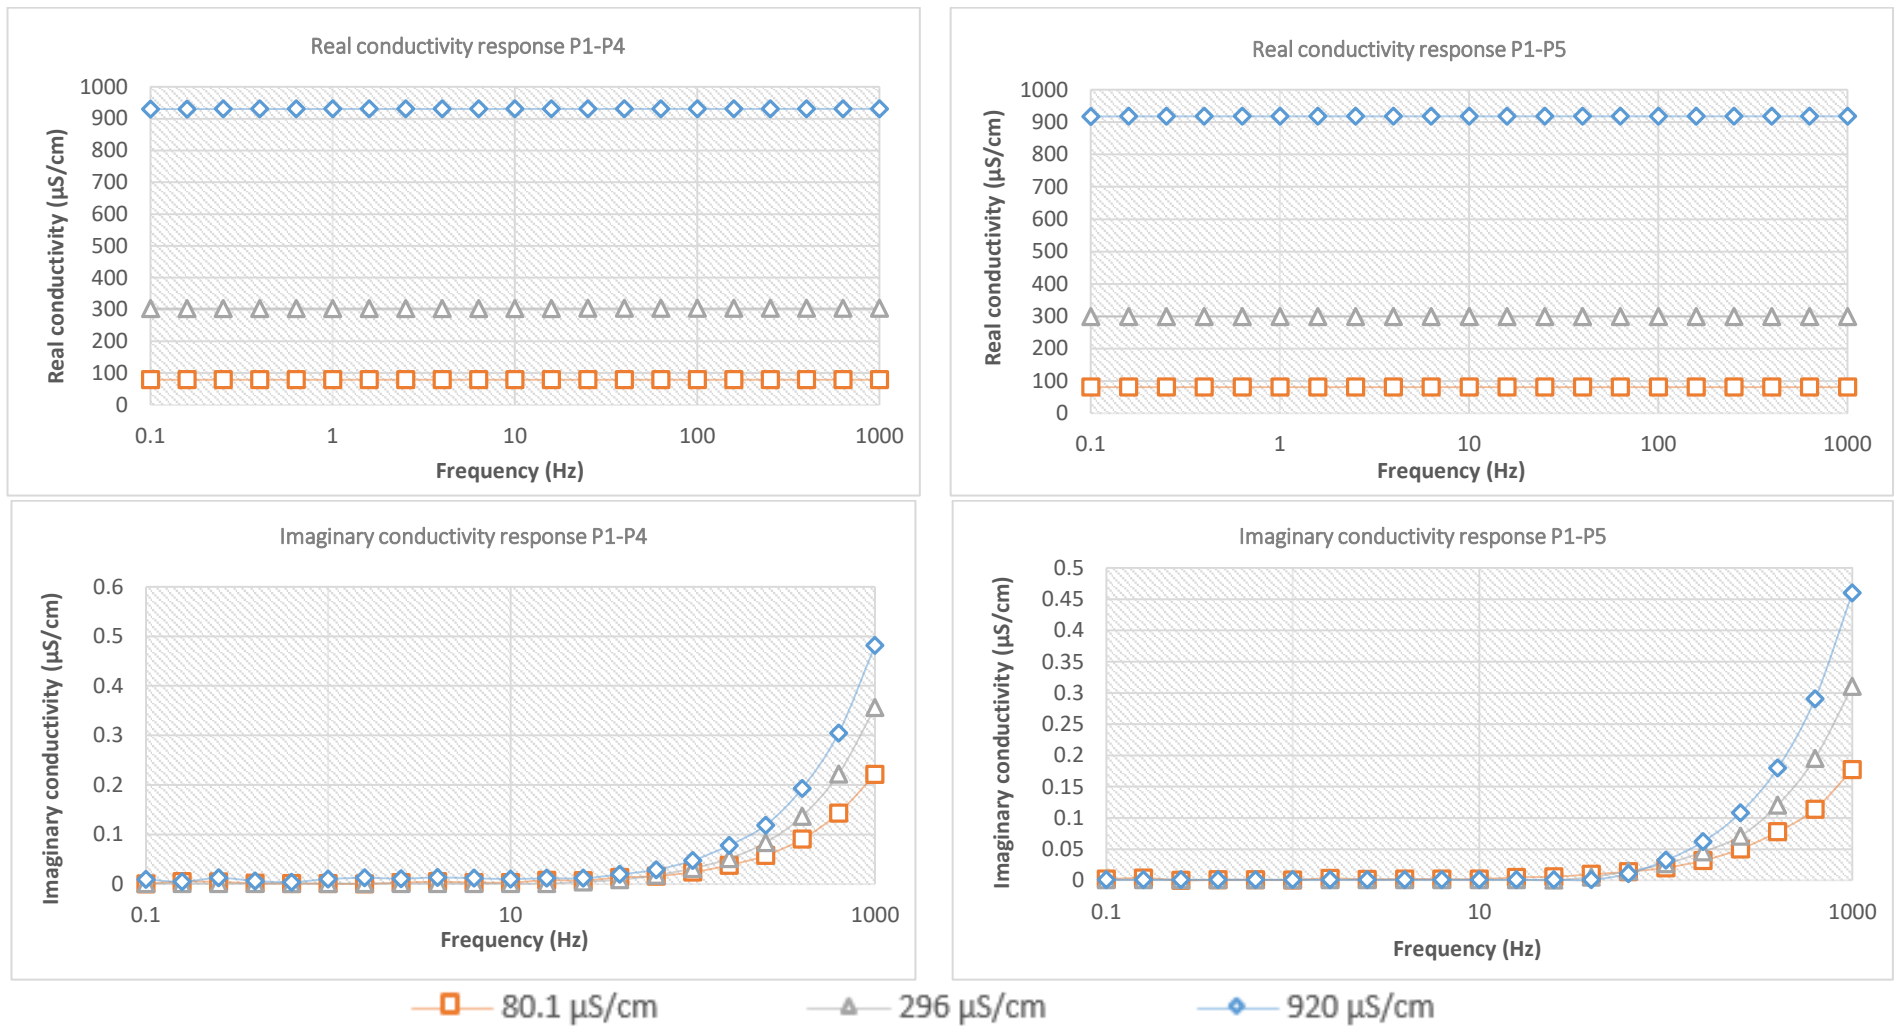 Real conductivity response P1-P4
Real conductivity (µS/cm)
1000
900
800
700
600
500
400
300
200
100
0
0.1 1 10 100 1000
Frequency (Hz)
Real conductivity response P1-P5
Real conductivity (µS/cm)
1000
900
800
700
600
500
400
300
200
100
0
0.1 1 10 100 1000
Frequency (Hz)
Imaginary conductivity response P1-P4
Imaginary conductivity (µS/cm)
0.6
0.5
0.4
0.3
0.2
0.1
0
0.1 10 1000
Frequency (Hz)
Imaginary conductivity response P1-P5
Imaginary conductivity (µS/cm)
0.5
0.45
0.4
0.35
0.3
0.25
0.2
0.15
0.1
0.05
0
0.1 10 1000
Frequency (Hz)
80.1 µS/cm 296 µS/cm 920 µS/cm